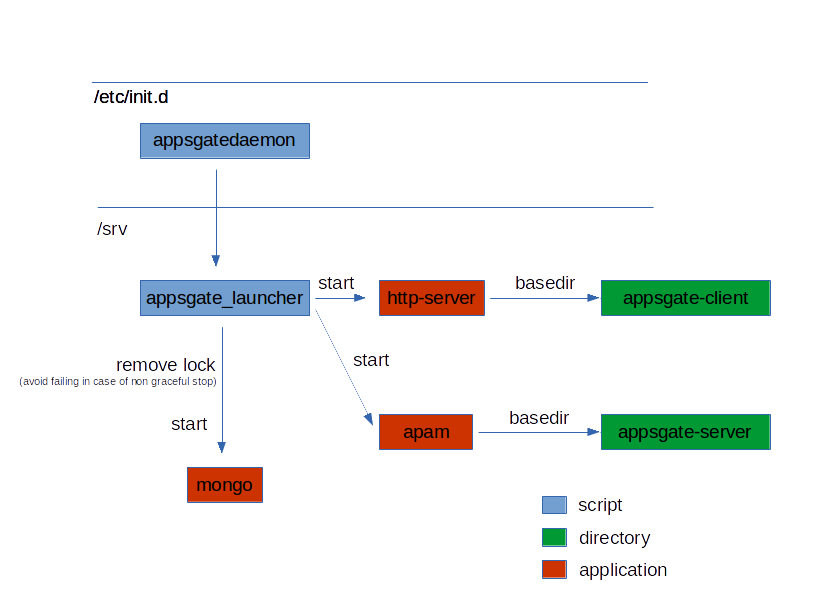 /etc/init.d
appsgatedaemon
/srv
appsgate_launcher
start
http-server
basedir
appsgate-client
remove lock
(avoid failing in case of non graceful stop)
start
start
apam
basedir
appsgate-server
mongo
script
directory
application